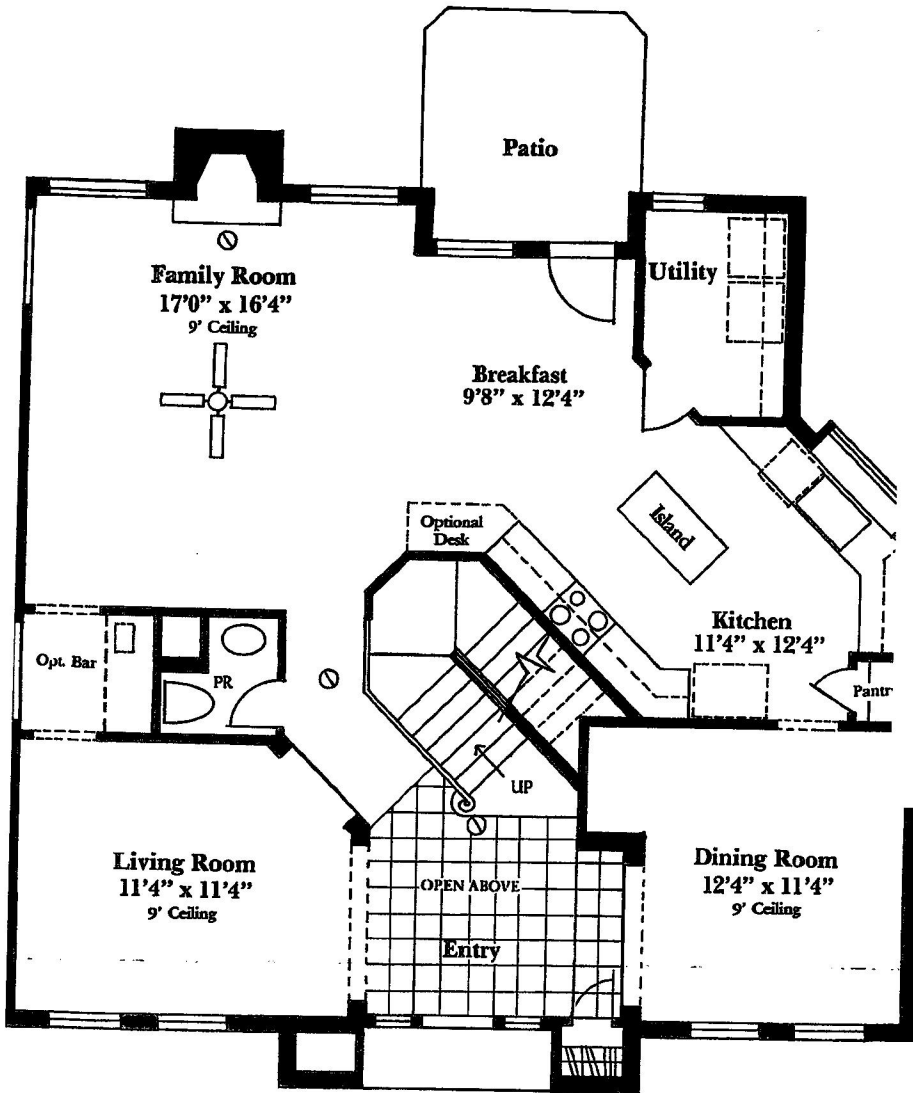 Patio
Family Room
17'0" x 16'4"
9' Ceiling
Utility
Breakfast
9'8" x 12'4"
Optional
Desk
Island
Kitchen
11'4" x 12'4"
Opt. Bar
PR
Pantr
UP
Living Room
11'4" x 11'4"
9' Ceiling
OPEN ABOVE
Entry
Dining Room
12'4" x 11'4"
9' Ceiling